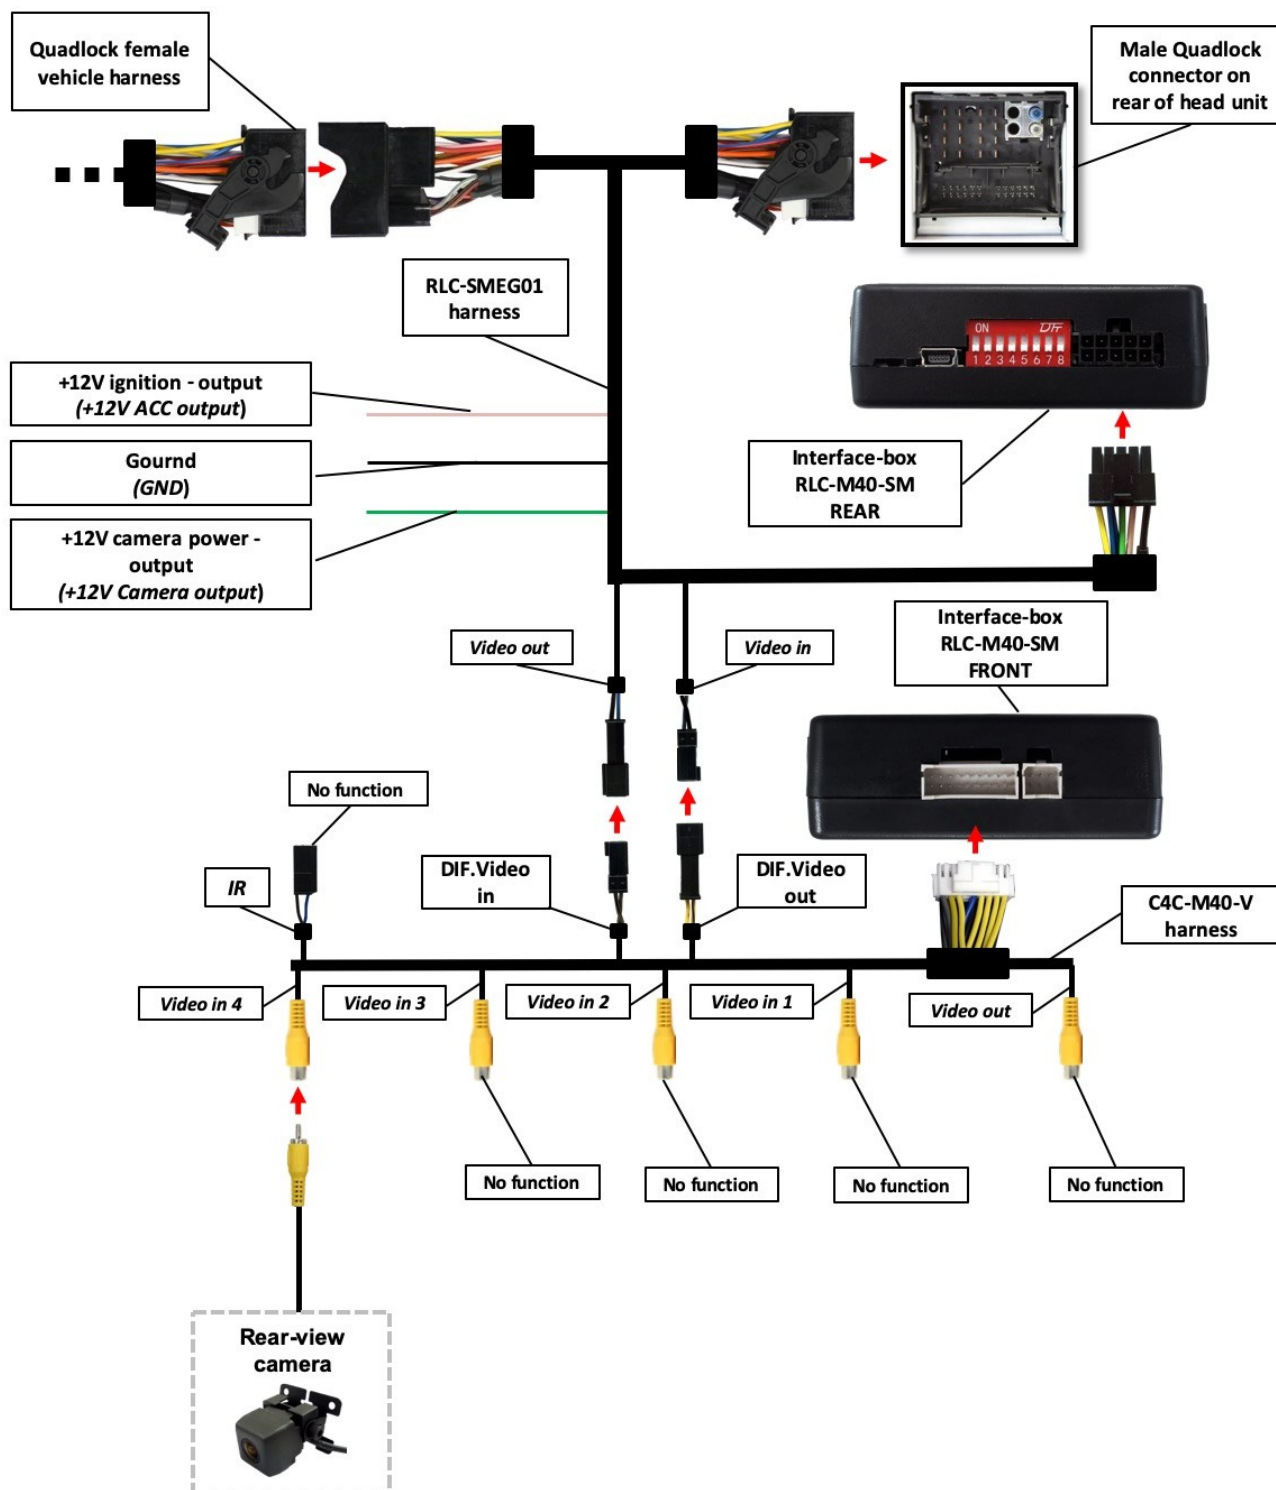 Quadlock female
vehicle harness
Male Quadlock
connector on
rear of head unit
RLC-SMEG01
harness
ON DIT
1 2 3 4 5 6 7 8
+12V ignition - output
(+12V ACC output)
Gournd
(GND)
+12V camera power -
output
(+12V Camera output)
Interface-box
RLC-M40-SM
REAR
Interface-box
RLC-M40-SM
FRONT
Video out
Video in
No function
IR
DIF.Video
in
DIF.Video
out
C4C-M40-V
harness
Video in 4
Video in 3
Video in 2
Video in 1
Video out
No function
No function
No function
No function
Rear-view
camera